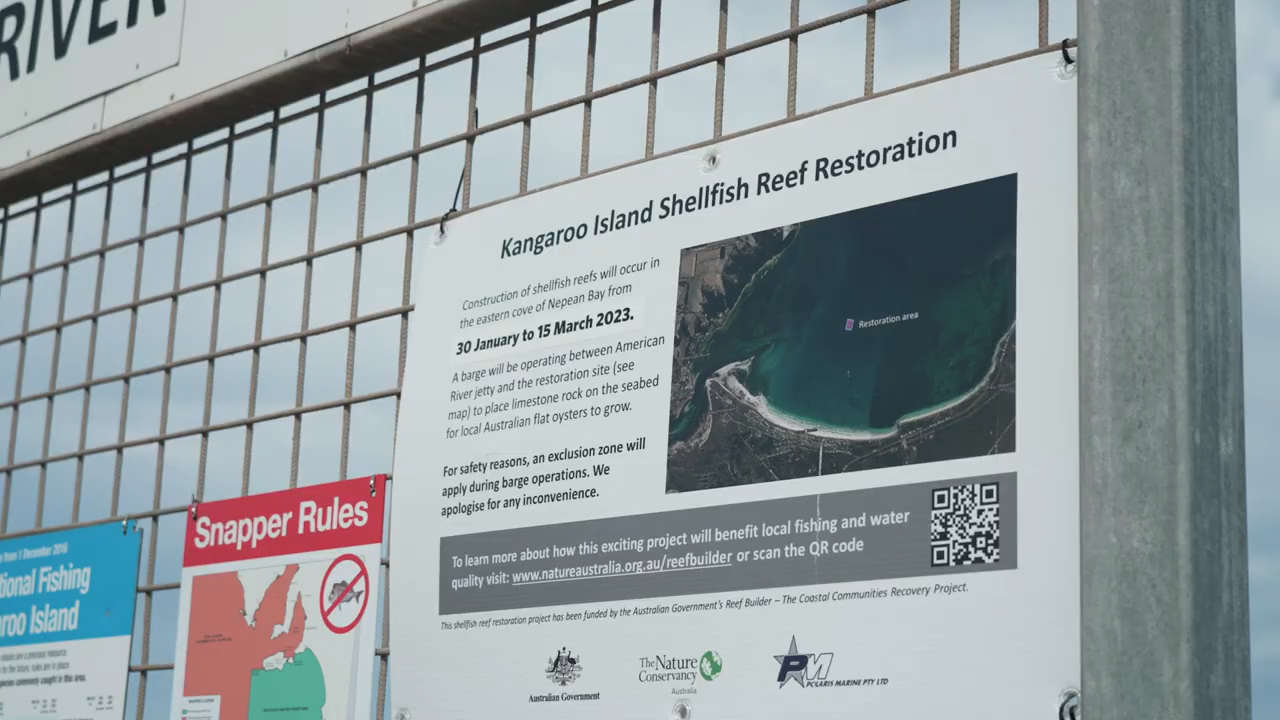 RIVER
Kangaroo Island Shellfish Reef Restoration
Construction of shellfish reefs will occur in
the eastern cove of Nepean Bay from
30 January to 15 March 2023.
A barge will be operating between American
River jetty and the restoration site (see
map) to place limestone rock on the seabed
for local Australian flat oysters to grow.
For safety reasons, an exclusion zone will
apply during barge operations. We
apologise for any inconvenience.
Restoration area
To learn more about how this exciting project will benefit local fishing and water
quality visit: www.natureaustralia.org.au/reefbuilder or scan the QR code
This shellfish reef restoration project has been funded by the Australian Government's Reef Builder – The Coastal Communities Recovery Project.
Australian Government
The Nature
Conservancy
Australia
PM
POLARIS MARINE PTY LTD
Snapper Rules
from 1 December 2016
tional Fishing
aroo Island